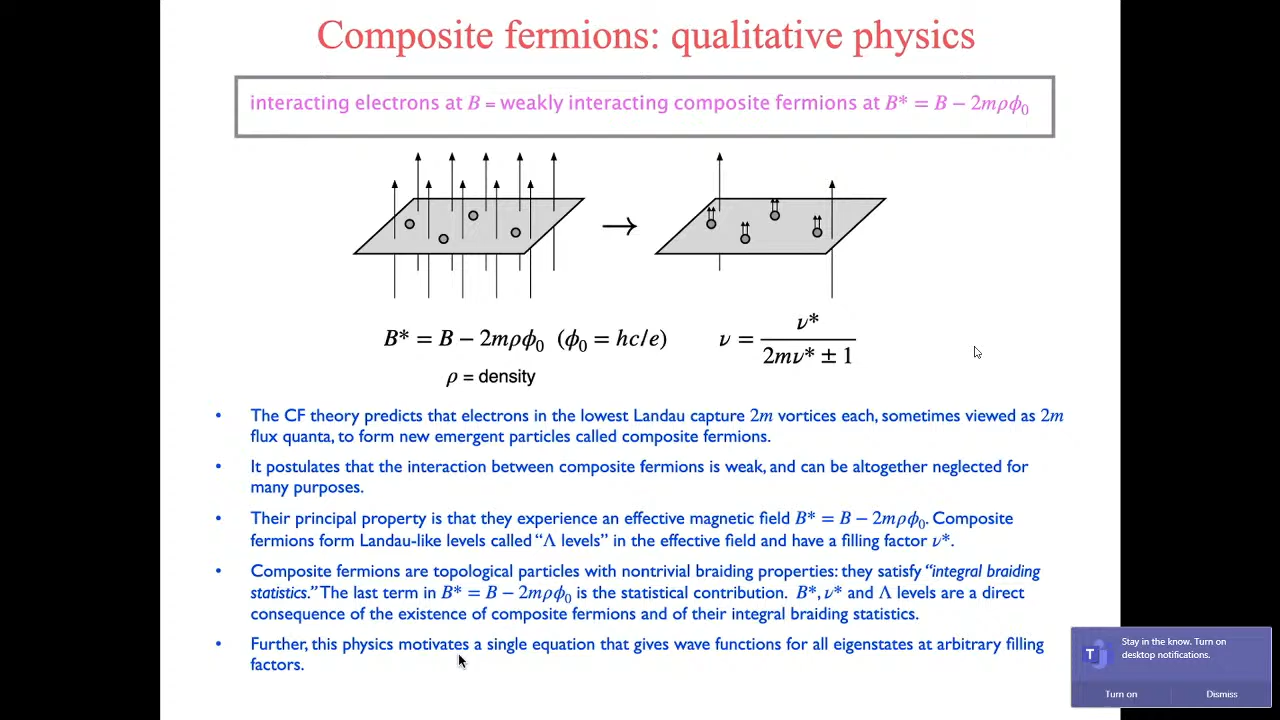 Composite fermions: qualitative physics
interacting electrons at B = weakly interacting composite fermions at B* = B − 2mρϕ₀
B* = B − 2mρϕ₀ (ϕ₀ = hc/e)
ν = ν* / (2mν* ± 1)
ρ = density
• The CF theory predicts that electrons in the lowest Landau capture 2m vortices each, sometimes viewed as 2m
flux quanta, to form new emergent particles called composite fermions.
• It postulates that the interaction between composite fermions is weak, and can be altogether neglected for
many purposes.
• Their principal property is that they experience an effective magnetic field B* = B − 2mρϕ₀. Composite
fermions form Landau-like levels called “Λ levels” in the effective field and have a filling factor ν*.
• Composite fermions are topological particles with nontrivial braiding properties: they satisfy “integral braiding
statistics.” The last term in B* = B − 2mρϕ₀ is the statistical contribution. B*, ν* and Λ levels are a direct
consequence of the existence of composite fermions and of their integral braiding statistics.
• Further, this physics motivates a single equation that gives wave functions for all eigenstates at arbitrary filling
factors.
T
Stay in the know. Turn on
desktop notifications.
Turn on
Dismiss